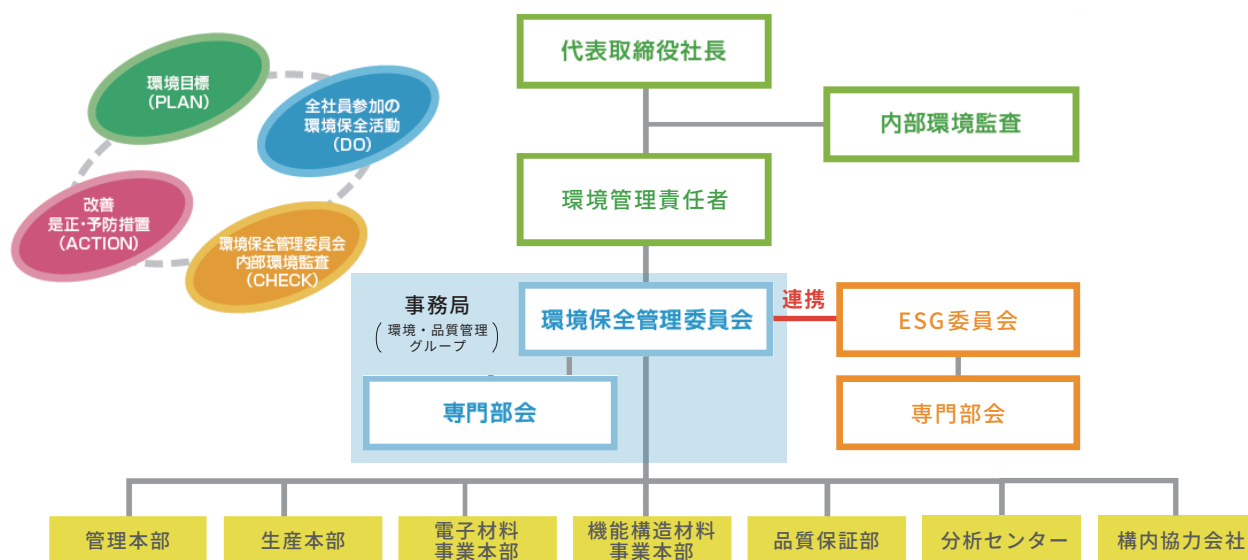 環境目標
(PLAN)
全社員参加の
環境保全活動
(DO)
改善
是正・予防措置
(ACTION)
環境保全管理委員会
内部環境監査
(CHECK)
代表取締役社長
内部環境監査
環境管理責任者
事務局
(環境・品質管理
グループ)
環境保全管理委員会
連携
ESG委員会
専門部会
専門部会
管理本部
生産本部
電子材料
事業本部
機能構造材料
事業本部
品質保証部
分析センター
構内協力会社